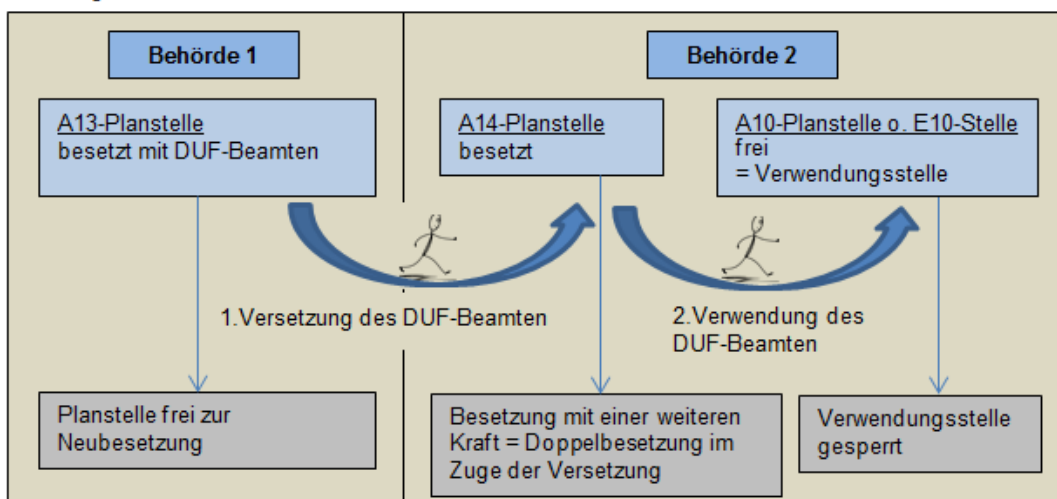 Behörde 1
Behörde 2
A13-Planstelle
besetzt mit DUF-Beamten
A14-Planstelle
besetzt
A10-Planstelle o. E10-Stelle
frei
= Verwendungsstelle
1.Versetzung des DUF-Beamten
2.Verwendung des
DUF-Beamten
Planstelle frei zur
Neubesetzung
Besetzung mit einer weiteren
Kraft = Doppelbesetzung im
Zuge der Versetzung
Verwendungsstelle
gesperrt